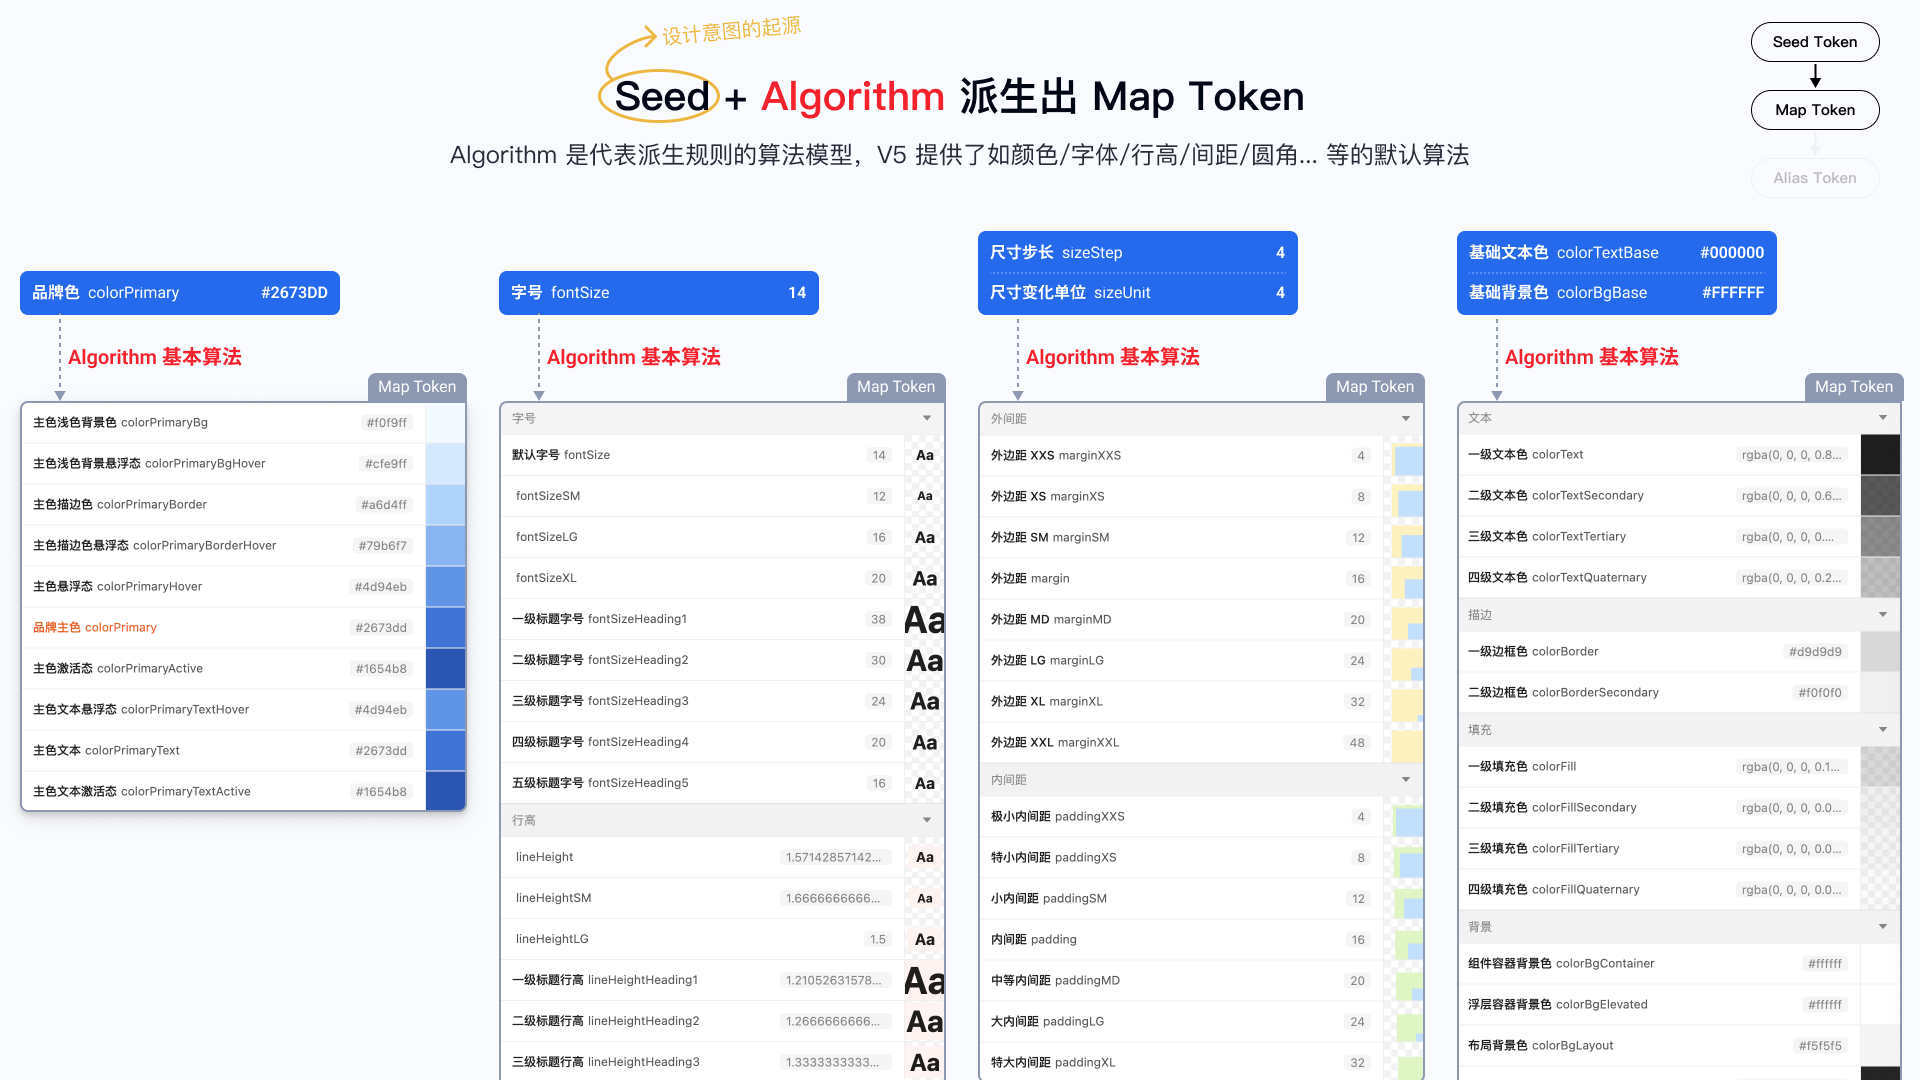 设计意图的起源
Seed + Algorithm 派生出 Map Token
Algorithm 是代表派生规则的算法模型，V5 提供了如颜色/字体/行高/间距/圆角... 等的默认算法
Seed Token
Map Token
Alias Token
品牌色 colorPrimary #2673DD
Algorithm 基本算法
Map Token
主色浅色背景色 colorPrimaryBg #f0f9ff
主色浅色背景悬浮态 colorPrimaryBgHover #cfe9ff
主色描边色 colorPrimaryBorder #a6d4ff
主色描边色悬浮态 colorPrimaryBorderHover #79b6f7
主色悬浮态 colorPrimaryHover #4d94eb
品牌主色 colorPrimary #2673dd
主色激活态 colorPrimaryActive #1654b8
主色文本悬浮态 colorPrimaryTextHover #4d94eb
主色文本 colorPrimaryText #2673dd
主色文本激活态 colorPrimaryTextActive #1654b8
字号 fontSize 14
Algorithm 基本算法
Map Token
字号
默认字号 fontSize 14 Aa
fontSizeSM 12 Aa
fontSizeLG 16 Aa
fontSizeXL 20 Aa
一级标题字号 fontSizeHeading1 38 Aa
二级标题字号 fontSizeHeading2 30 Aa
三级标题字号 fontSizeHeading3 24 Aa
四级标题字号 fontSizeHeading4 20 Aa
五级标题字号 fontSizeHeading5 16 Aa
行高
lineHeight 1.57142857142... Aa
lineHeightSM 1.6666666666... Aa
lineHeightLG 1.5 Aa
一级标题行高 lineHeightHeading1 1.21052631578... Aa
二级标题行高 lineHeightHeading2 1.2666666666... Aa
三级标题行高 lineHeightHeading3 1.3333333333... Aa
尺寸步长 sizeStep 4
尺寸变化单位 sizeUnit 4
Algorithm 基本算法
Map Token
外间距
外边距 XXS marginXXS 4
外边距 XS marginXS 8
外边距 SM marginSM 12
外边距 margin 16
外边距 MD marginMD 20
外边距 LG marginLG 24
外边距 XL marginXL 32
外边距 XXL marginXXL 48
内间距
极小内间距 paddingXXS 4
特小内间距 paddingXS 8
小内间距 paddingSM 12
内间距 padding 16
中等内间距 paddingMD 20
大内间距 paddingLG 24
特大内间距 paddingXL 32
基础文本色 colorTextBase #000000
基础背景色 colorBgBase #FFFFFF
Algorithm 基本算法
Map Token
文本
一级文本色 colorText rgba(0, 0, 0, 0.8...
二级文本色 colorTextSecondary rgba(0, 0, 0, 0.6...
三级文本色 colorTextTertiary rgba(0, 0, 0, 0....
四级文本色 colorTextQuaternary rgba(0, 0, 0, 0.2...
描边
一级边框色 colorBorder #d9d9d9
二级边框色 colorBorderSecondary #f0f0f0
填充
一级填充色 colorFill rgba(0, 0, 0, 0.1...
二级填充色 colorFillSecondary rgba(0, 0, 0, 0.0...
三级填充色 colorFillTertiary rgba(0, 0, 0, 0.0...
四级填充色 colorFillQuaternary rgba(0, 0, 0, 0.0...
背景
组件容器背景色 colorBgContainer #ffffff
浮层容器背景色 colorBgElevated #ffffff
布局背景色 colorBgLayout #f5f5f5